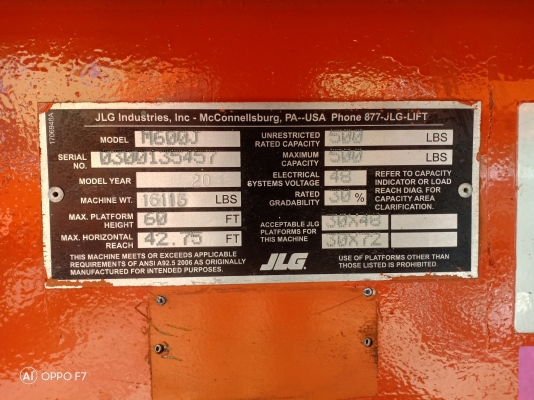 JLG Industries, Inc - McConnellsburg, PA--USA Phone 877-JLG-LIFT
1706948A
MODEL M600J
SERIAL NO. 0300135457
MODEL YEAR 20
MACHINE WT. 16113 LBS
MAX. PLATFORM HEIGHT 60 FT
MAX. HORIZONTAL REACH 42.75 FT
THIS MACHINE MEETS OR EXCEEDS APPLICABLE
REQUIREMENTS OF ANSI A92.5 2006 AS ORIGINALLY
MANUFACTURED FOR INTENDED PURPOSES.
UNRESTRICTED RATED CAPACITY 500 LBS
MAXIMUM CAPACITY 500 LBS
ELECTRICAL SYSTEMS VOLTAGE 48
RATED GRADABILITY 30 %
REFER TO CAPACITY
INDICATOR OR LOAD
REACH DIAG. FOR
CAPACITY AREA
CLARIFICATION.
ACCEPTABLE JLG
PLATFORMS FOR
THIS MACHINE
30X48
30X72
JLG.
USE OF PLATFORMS OTHER THAN
THOSE LISTED IS PROHIBITED.
AI OPPO F7